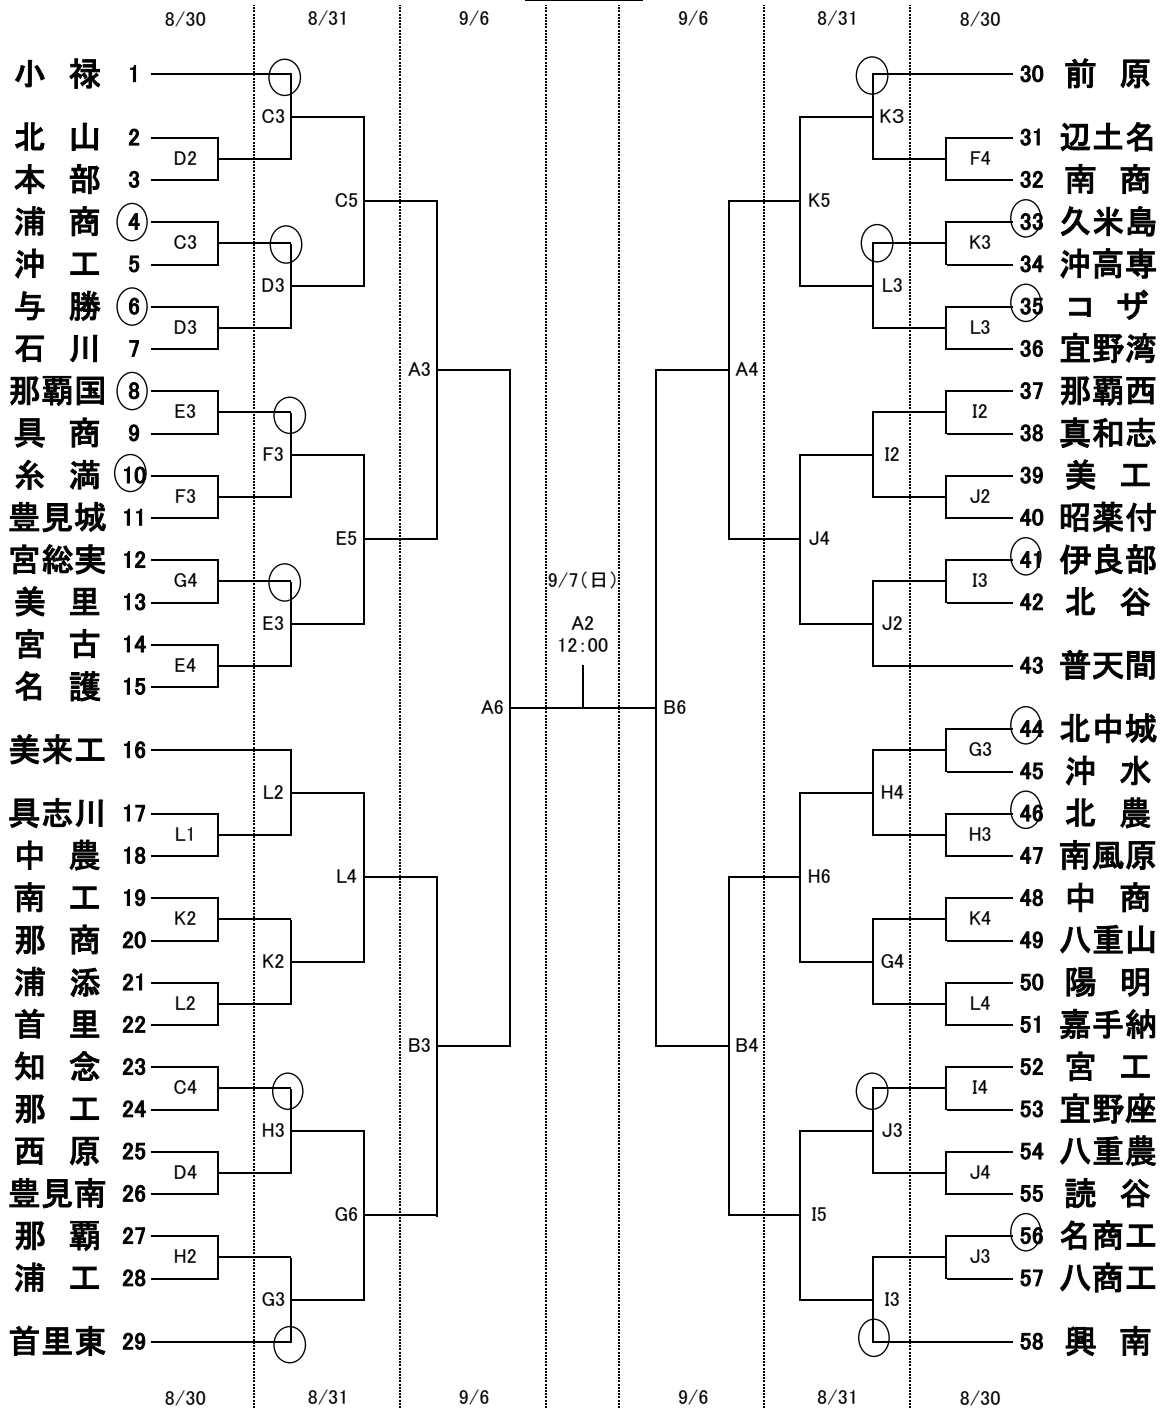 8/30 8/31 9/6 9/6 8/31 8/30
小 禄 1
C3
北 山 2
D2
本 部 3
C5
浦 商 4
C3
沖 工 5
D3
与 勝 6
D3
石 川 7
A3
那覇国 8
E3
具 商 9
F3
糸 満 10
F3
豊見城 11
E5
宮総実 12
G4
美 里 13
E3
宮 古 14
E4
名 護 15
A6
美来工 16
L2
具志川 17
L1
中 農 18
L4
南 工 19
K2
那 商 20
K2
浦 添 21
L2
首 里 22
B3
知 念 23
C4
那 工 24
H3
西 原 25
D4
豊見南 26
G6
那 覇 27
H2
浦 工 28
G3
首里東 29
9/7(日)
A2
12:00
30 前 原
K3
31 辺土名
F4
32 南 商
K5
33 久米島
K3
34 沖高専
L3
35 コ ザ
L3
36 宜野湾
A4
37 那覇西
I2
38 真和志
I2
39 美 工
J2
40 昭薬付
J4
41 伊良部
I3
42 北 谷
J2
43 普天間
B6
44 北中城
G3
45 沖 水
H4
46 北 農
H3
47 南風原
H6
48 中 商
K4
49 八重山
G4
50 陽 明
L4
51 嘉手納
B4
52 宮 工
I4
53 宜野座
J3
54 八重農
J4
55 読 谷
I5
56 名商工
J3
57 八商工
I3
58 興 南
8/30 8/31 9/6 9/6 8/31 8/30